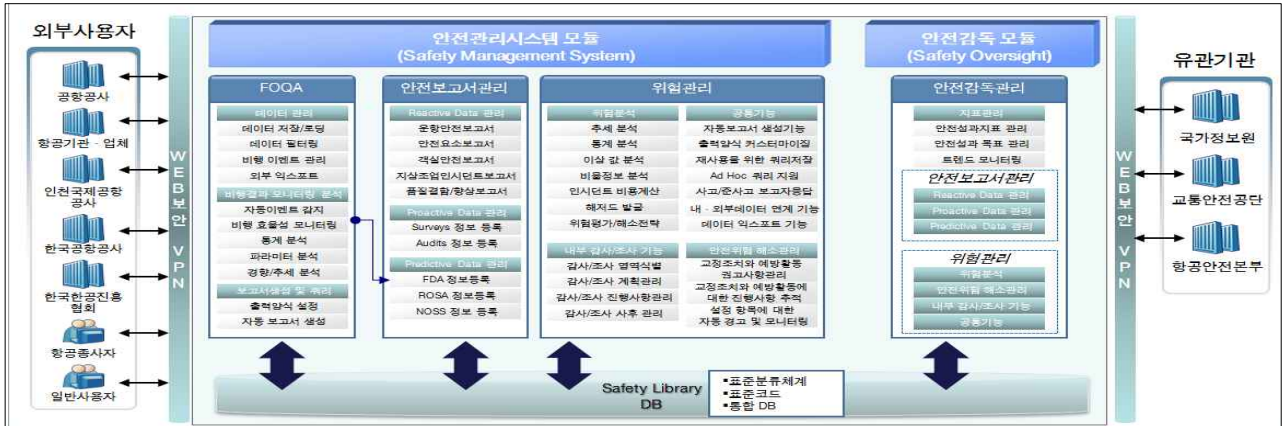 외부사용자
공항공사
항공기관 · 업체
인천국제공항
공사
한국공항공사
한국한공진흥
협회
항공종사자
일반사용자
WEB보안 VPN
안전관리시스템 모듈
(Safety Management System)
FOQA
데이터 관리
데이터 저장/로딩
데이터 필터링
비행 이벤트 관리
외부 익스포트
비행결과 모니터링 분석
자동이벤트 감지
비행 효율성 모니터링
통계 분석
파라미터 분석
경향/추세 분석
보고서생성 및 쿼리
출력양식 설정
자동 보고서 생성
안전보고서관리
Reactive Data 관리
운항안전보고서
안전요소보고서
객실안전보고서
지상조업인시던트보고서
품질결함/향상보고서
Proactive Data 관리
Surveys 정보 등록
Audits 정보 등록
Predictive Data 관리
FDA 정보등록
ROSA 정보등록
NOSS 정보 등록
위험관리
위험분석
추세 분석
통계 분석
이상 값 분석
비율정보 분석
인시던트 비용계산
해저드 발굴
위험평가/해소전략
내부 감사/조사 기능
감사/조사 영역식별
감사/조사 계획관리
감사/조사 진행사항관리
감사/조사 사후 관리
공통기능
자동보고서 생성기능
출력양식 커스터마이징
재사용을 위한 쿼리저장
Ad Hoc 쿼리 지원
사고/준사고 보고자응답
내 · 외부데이터 연계 기능
데이터 익스포트 기능
안전위험 해소관리
교정조치와 예방활동
권고사항관리
교정조치와 예방활동에
대한 진행사항 추적
설정 항목에 대한
자동 경고 및 모니터링
안전감독 모듈
(Safety Oversight)
안전감독관리
지표관리
안전성과지표 관리
안전성과 목표 관리
트렌드 모니터링
안전보고서관리
Reactive Data 관리
Proactive Data 관리
Predictive Data 관리
위험관리
위험분석
안전위험 해소관리
내부 감사/조사 기능
공통기능
Safety Library
DB
▪표준분류체계
▪표준코드
▪통합 DB
WEB보안 VPN
유관기관
국가정보원
교통안전공단
항공안전본부